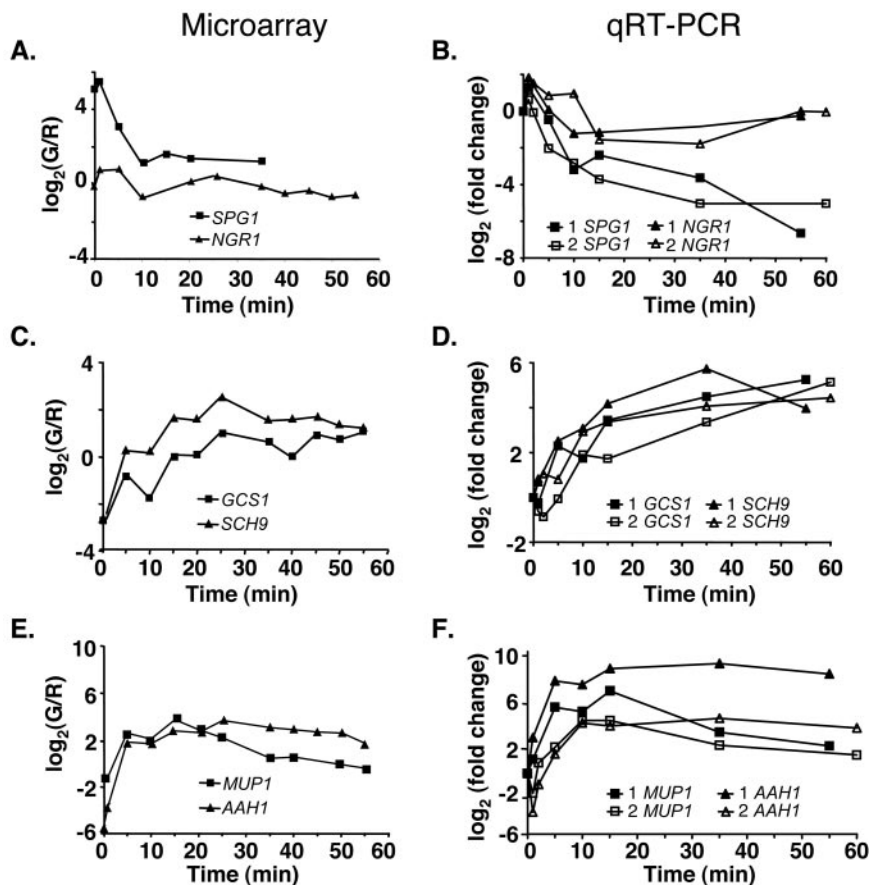 Microarray
qRT-PCR
A.
log2(G/R)
4
0
-4
0 10 20 30 40 50 60
Time (min)
SPG1
NGR1
B.
log2 (fold change)
0
-4
-8
0 10 20 30 40 50 60
Time (min)
1 SPG1 1 NGR1
2 SPG1 2 NGR1
C.
log2(G/R)
4
0
-4
0 10 20 30 40 50 60
Time (min)
GCS1
SCH9
D.
log2 (fold change)
6
2
-2
0 10 20 30 40 50 60
Time (min)
1 GCS1 1 SCH9
2 GCS1 2 SCH9
E.
log2(G/R)
10
6
2
-2
-6
0 10 20 30 40 50 60
Time (min)
MUP1
AAH1
F.
log2 (fold change)
10
6
2
-2
-6
0 10 20 30 40 50 60
Time (min)
1 MUP1 1 AAH1
2 MUP1 2 AAH1